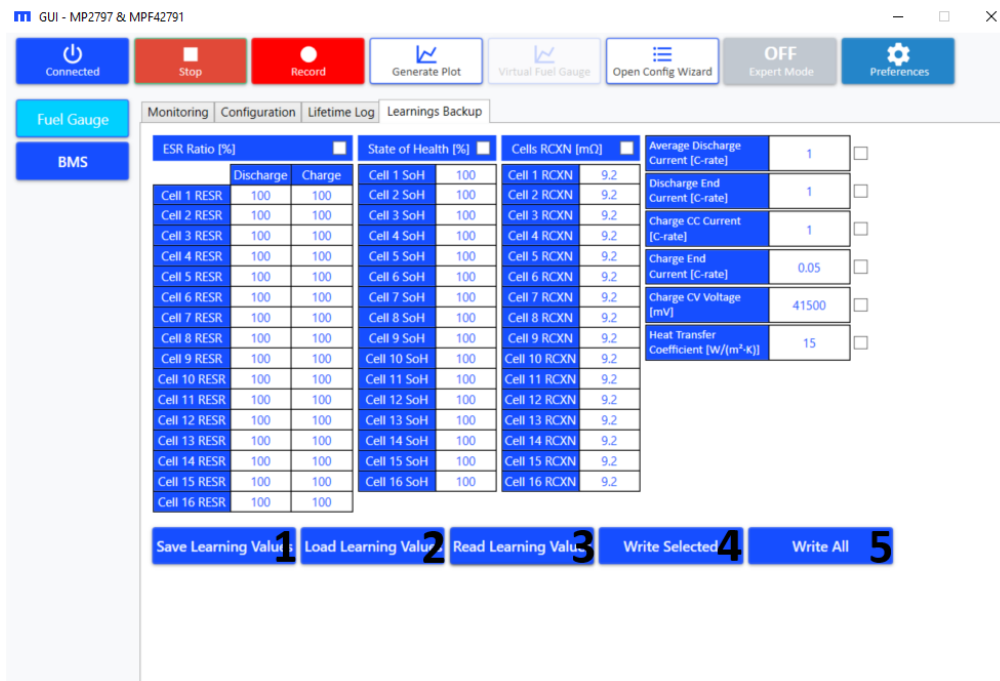 GUI - MP2797 & MPF42791
Connected
Stop
Record
Generate Plot
Virtual Fuel Gauge
Open Config Wizard
OFF
Expert Mode
Preferences
Fuel Gauge
BMS
Monitoring Configuration Lifetime Log Learnings Backup
ESR Ratio [%]
Discharge Charge
Cell 1 RESR 100 100
Cell 2 RESR 100 100
Cell 3 RESR 100 100
Cell 4 RESR 100 100
Cell 5 RESR 100 100
Cell 6 RESR 100 100
Cell 7 RESR 100 100
Cell 8 RESR 100 100
Cell 9 RESR 100 100
Cell 10 RESR 100 100
Cell 11 RESR 100 100
Cell 12 RESR 100 100
Cell 13 RESR 100 100
Cell 14 RESR 100 100
Cell 15 RESR 100 100
Cell 16 RESR 100 100
State of Health [%]
Cell 1 SoH 100
Cell 2 SoH 100
Cell 3 SoH 100
Cell 4 SoH 100
Cell 5 SoH 100
Cell 6 SoH 100
Cell 7 SoH 100
Cell 8 SoH 100
Cell 9 SoH 100
Cell 10 SoH 100
Cell 11 SoH 100
Cell 12 SoH 100
Cell 13 SoH 100
Cell 14 SoH 100
Cell 15 SoH 100
Cell 16 SoH 100
Cells RCXN [mΩ]
Cell 1 RCXN 9.2
Cell 2 RCXN 9.2
Cell 3 RCXN 9.2
Cell 4 RCXN 9.2
Cell 5 RCXN 9.2
Cell 6 RCXN 9.2
Cell 7 RCXN 9.2
Cell 8 RCXN 9.2
Cell 9 RCXN 9.2
Cell 10 RCXN 9.2
Cell 11 RCXN 9.2
Cell 12 RCXN 9.2
Cell 13 RCXN 9.2
Cell 14 RCXN 9.2
Cell 15 RCXN 9.2
Cell 16 RCXN 9.2
Average Discharge
Current [C-rate] 1
Discharge End
Current [C-rate] 1
Charge CC Current
[C-rate] 1
Charge End
Current [C-rate] 0.05
Charge CV Voltage
[mV] 41500
Heat Transfer
Coefficient [W/(m²·K)] 15
Save Learning Values 1
Load Learning Values 2
Read Learning Values 3
Write Selected 4
Write All 5